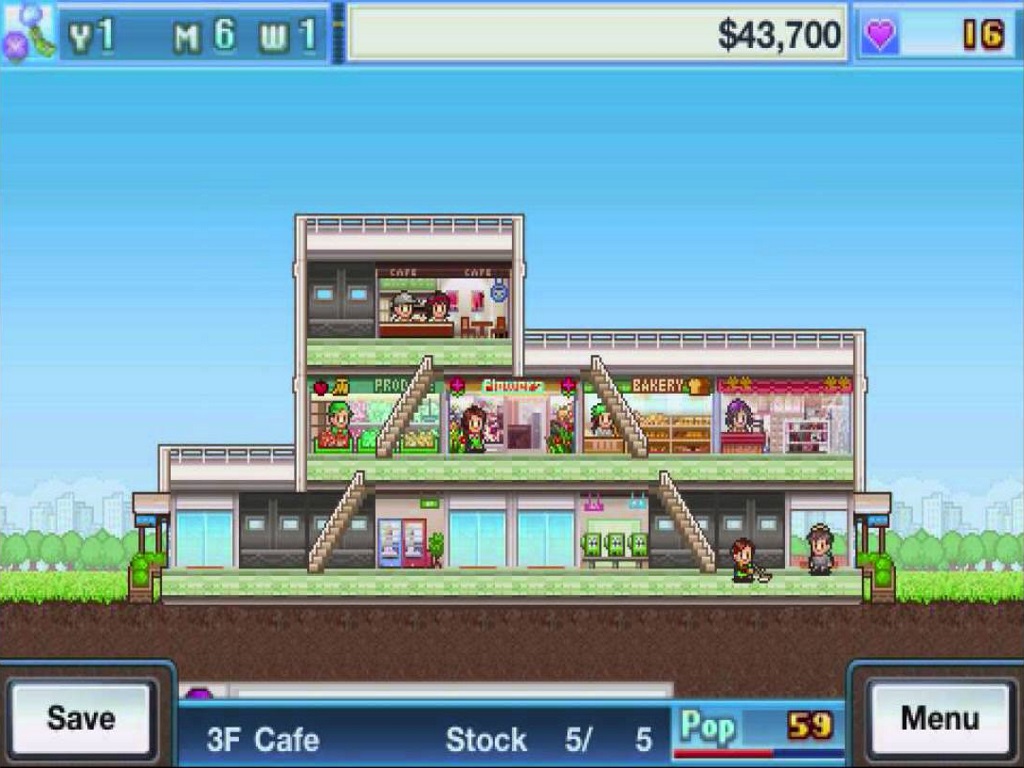 Y1 M 6 W 1 $43,700 16
CAFE CAFE
PROD Flower BAKERY
Save 3F Cafe Stock 5/ 5 Pop 59 Menu